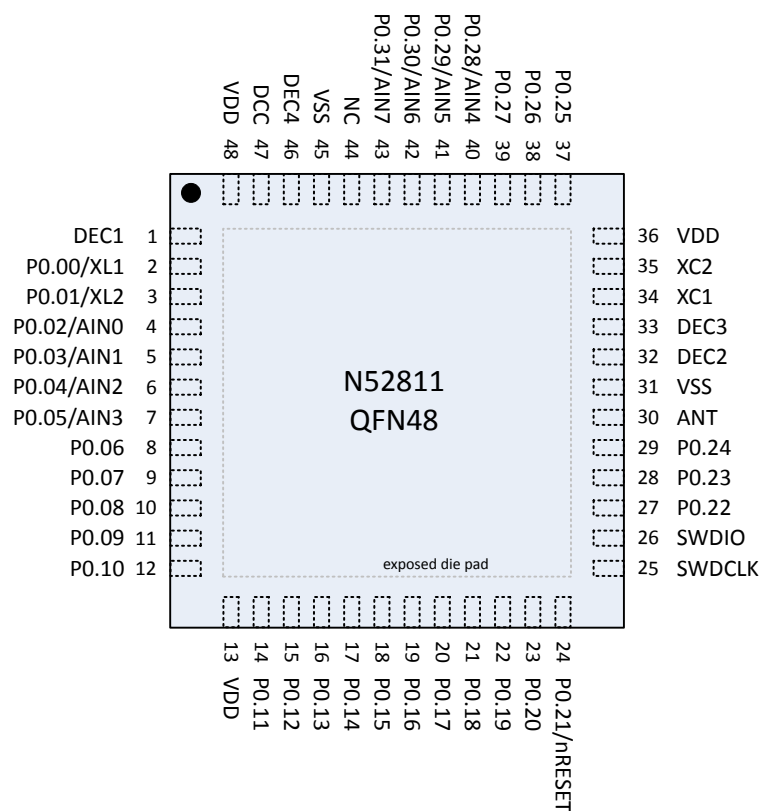 P0.31/AIN7
P0.30/AIN6
P0.29/AIN5
P0.28/AIN4
P0.27
P0.26
P0.25
VDD
DCC
DEC4
VSS
NC
48
47
46
45
44
43
42
41
40
39
38
37
DEC1 1
P0.00/XL1 2
P0.01/XL2 3
P0.02/AIN0 4
P0.03/AIN1 5
P0.04/AIN2 6
P0.05/AIN3 7
P0.06 8
P0.07 9
P0.08 10
P0.09 11
P0.10 12
N52811
QFN48
exposed die pad
36 VDD
35 XC2
34 XC1
33 DEC3
32 DEC2
31 VSS
30 ANT
29 P0.24
28 P0.23
27 P0.22
26 SWDIO
25 SWDCLK
13 VDD
14 P0.11
15 P0.12
16 P0.13
17 P0.14
18 P0.15
19 P0.16
20 P0.17
21 P0.18
22 P0.19
23 P0.20
24 P0.21/nRESET